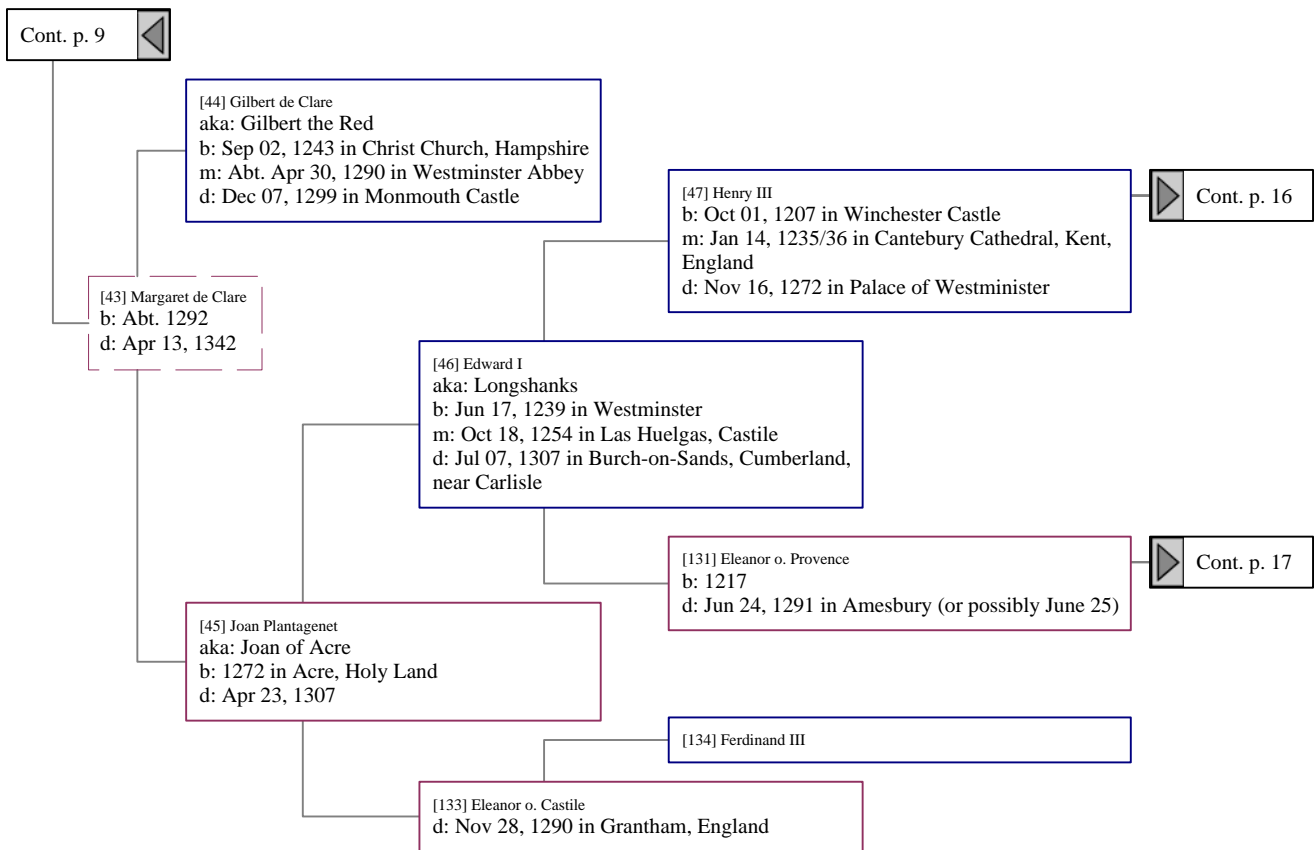 Cont. p. 9
[44] Gilbert de Clare
aka: Gilbert the Red
b: Sep 02, 1243 in Christ Church, Hampshire
m: Abt. Apr 30, 1290 in Westminster Abbey
d: Dec 07, 1299 in Monmouth Castle
[47] Henry III
b: Oct 01, 1207 in Winchester Castle
m: Jan 14, 1235/36 in Cantebury Cathedral, Kent,
England
d: Nov 16, 1272 in Palace of Westminister
Cont. p. 16
[43] Margaret de Clare
b: Abt. 1292
d: Apr 13, 1342
[46] Edward I
aka: Longshanks
b: Jun 17, 1239 in Westminster
m: Oct 18, 1254 in Las Huelgas, Castile
d: Jul 07, 1307 in Burch-on-Sands, Cumberland,
near Carlisle
[131] Eleanor o. Provence
b: 1217
d: Jun 24, 1291 in Amesbury (or possibly June 25)
Cont. p. 17
[45] Joan Plantagenet
aka: Joan of Acre
b: 1272 in Acre, Holy Land
d: Apr 23, 1307
[134] Ferdinand III
[133] Eleanor o. Castile
d: Nov 28, 1290 in Grantham, England